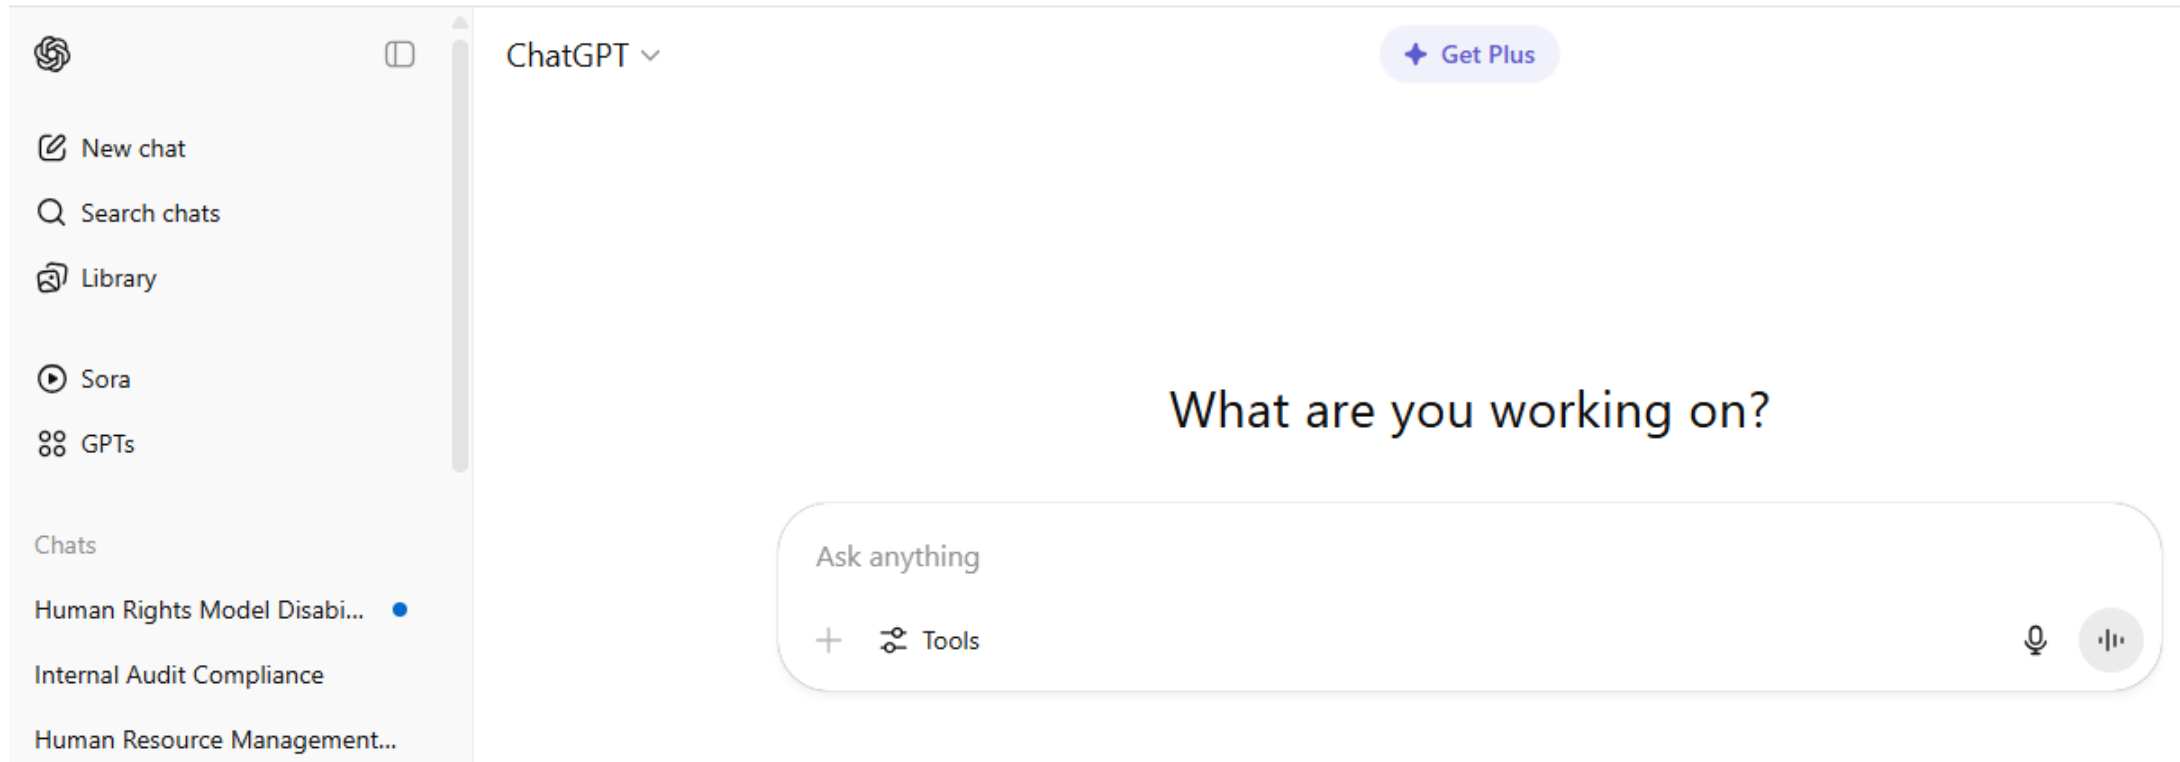 ChatGPT
Get Plus
New chat
Search chats
Library
Sora
GPTs
Chats
Human Rights Model Disabi...
Internal Audit Compliance
Human Resource Management...
What are you working on?
Ask anything
Tools